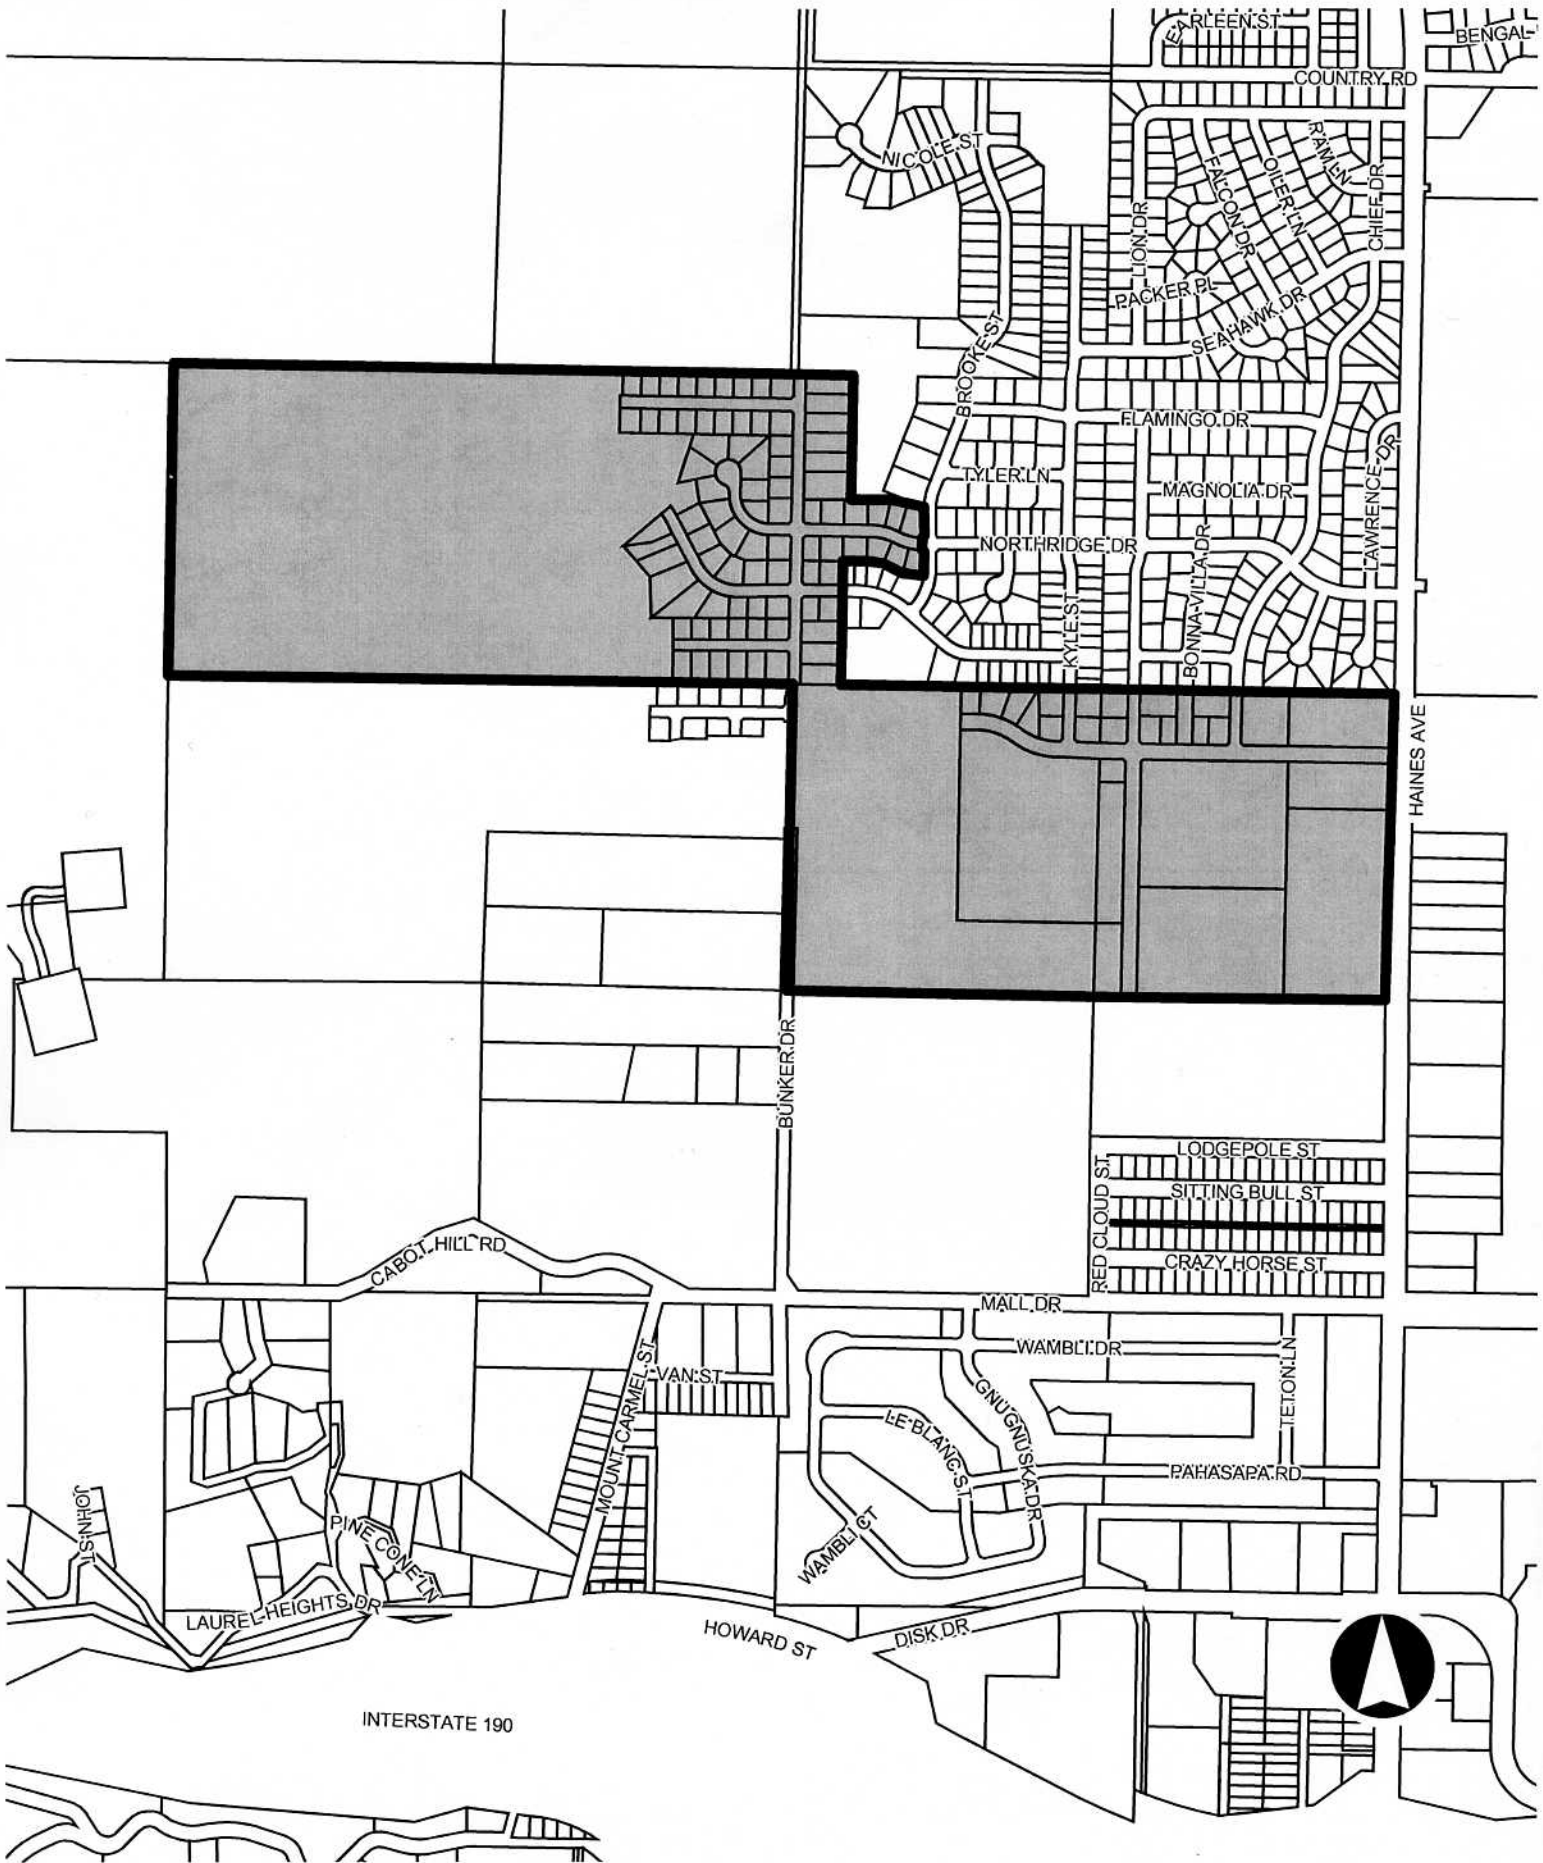 EARLEEN ST
BENGAL
COUNTRY RD
NICOLE ST
RAM LN
OILER LN
FALCON DR
CHIEF DR
LION DR
PACKER PL
SEAHAWK DR
BROOKE ST
FLAMINGO DR
TYLER LN
MAGNOLIA DR
LAWRENCE DR
NORTHRIDGE DR
BONNA VILLA DR
KYLE ST
HAINES AVE
BUNKER DR
LODGEPOLE ST
SITTING BULL ST
RED CLOUD ST
CRAZY HORSE ST
CABOT HILL RD
MALL DR
WAMBLI DR
TETON LN
VAN ST
MOUNT CARMEL ST
GNUGNUSKA DR
LE BLANC ST
PAHASAPA RD
WAMBLI CT
JOHN ST
PINE CONE LN
LAUREL HEIGHTS DR
HOWARD ST
DISK DR
INTERSTATE 190